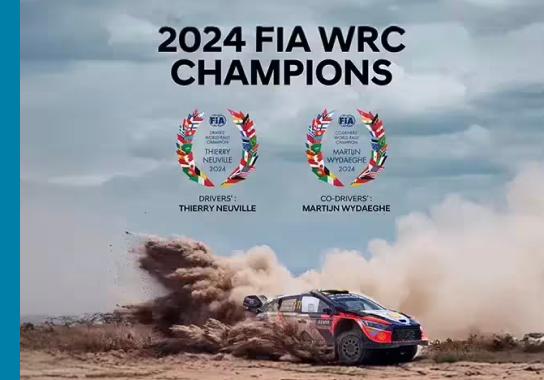 2024 FIA WRC
CHAMPIONS
FIA
DRIVERS'
WORLD RALLY
CHAMPION
THIERRY
NEUVILLE
2024
FIA
CO-DRIVERS'
WORLD RALLY
CHAMPION
MARTIJN
WYDAEGHE
2024
DRIVERS':
THIERRY NEUVILLE
CO-DRIVERS':
MARTIJN WYDAEGHE